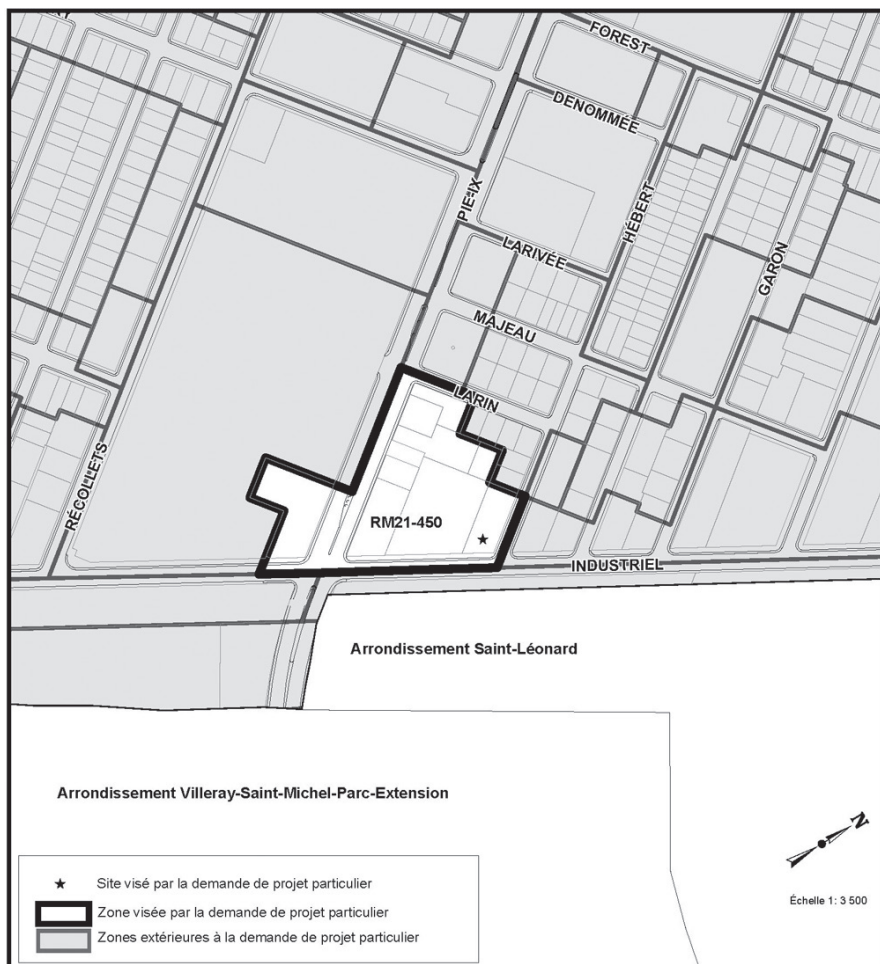 FOREST
DENOMMÉE
PIE-IX
HÉBERT
LARIVÉE
GARON
MAJEAU
LARIN
RÉCOLLETS
RM21-450
INDUSTRIEL
Arrondissement Saint-Léonard
Arrondissement Villeray-Saint-Michel-Parc-Extension
N
Échelle 1: 3 500
Site visé par la demande de projet particulier
Zone visée par la demande de projet particulier
Zones extérieures à la demande de projet particulier